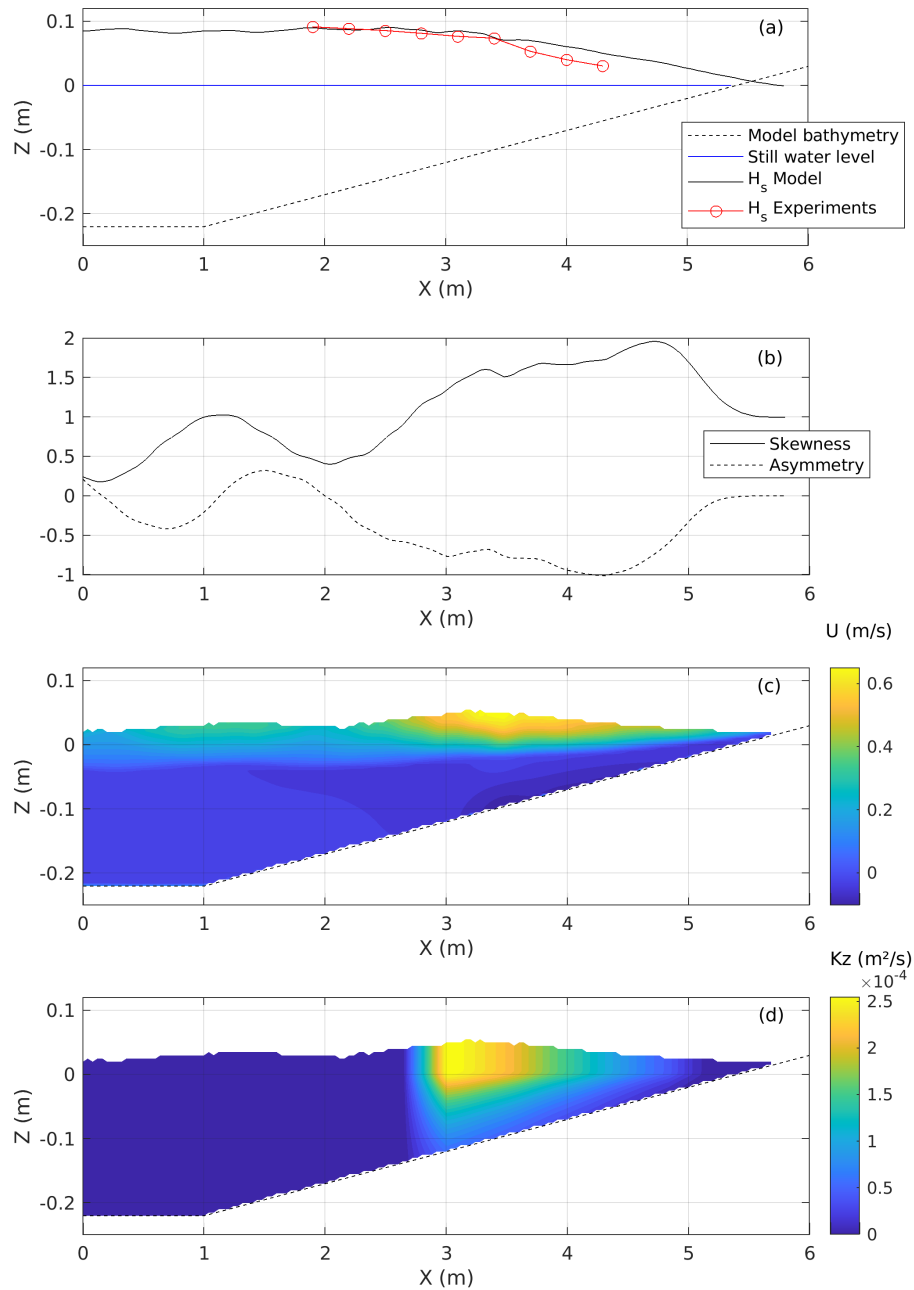 (a)
0.1
0
-0.1
-0.2
Z (m)
0 1 2 3 4 5 6
X (m)
Model bathymetry
Still water level
H_s Model
H_s Experiments
(b)
2
1.5
1
0.5
0
-0.5
-1
0 1 2 3 4 5 6
X (m)
Skewness
Asymmetry
U (m/s)
(c)
0.1
0
-0.1
-0.2
Z (m)
0 1 2 3 4 5 6
X (m)
0.6
0.4
0.2
0
Kz (m²/s)
×10⁻⁴
(d)
0.1
0
-0.1
-0.2
Z (m)
0 1 2 3 4 5 6
X (m)
2.5
2
1.5
1
0.5
0